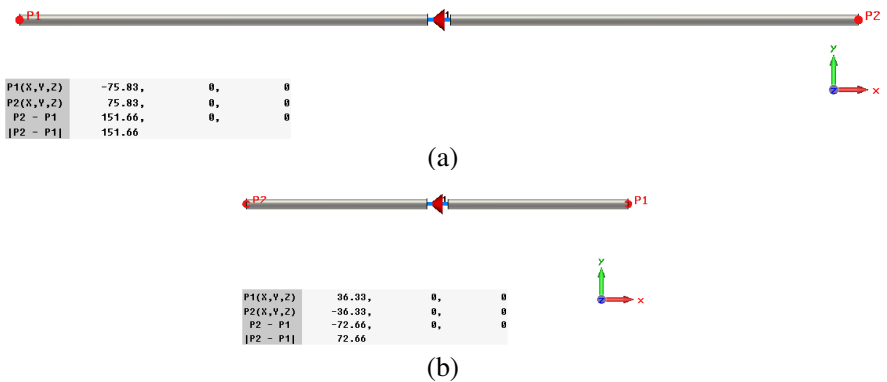 P1 1 P2
P1(X,Y,Z) -75.83, 0, 0
P2(X,Y,Z) 75.83, 0, 0
P2 - P1 151.66, 0, 0
|P2 - P1| 151.66
y
z x
(a)
P2 1 P1
P1(X,Y,Z) 36.33, 0, 0
P2(X,Y,Z) -36.33, 0, 0
P2 - P1 -72.66, 0, 0
|P2 - P1| 72.66
y
z x
(b)